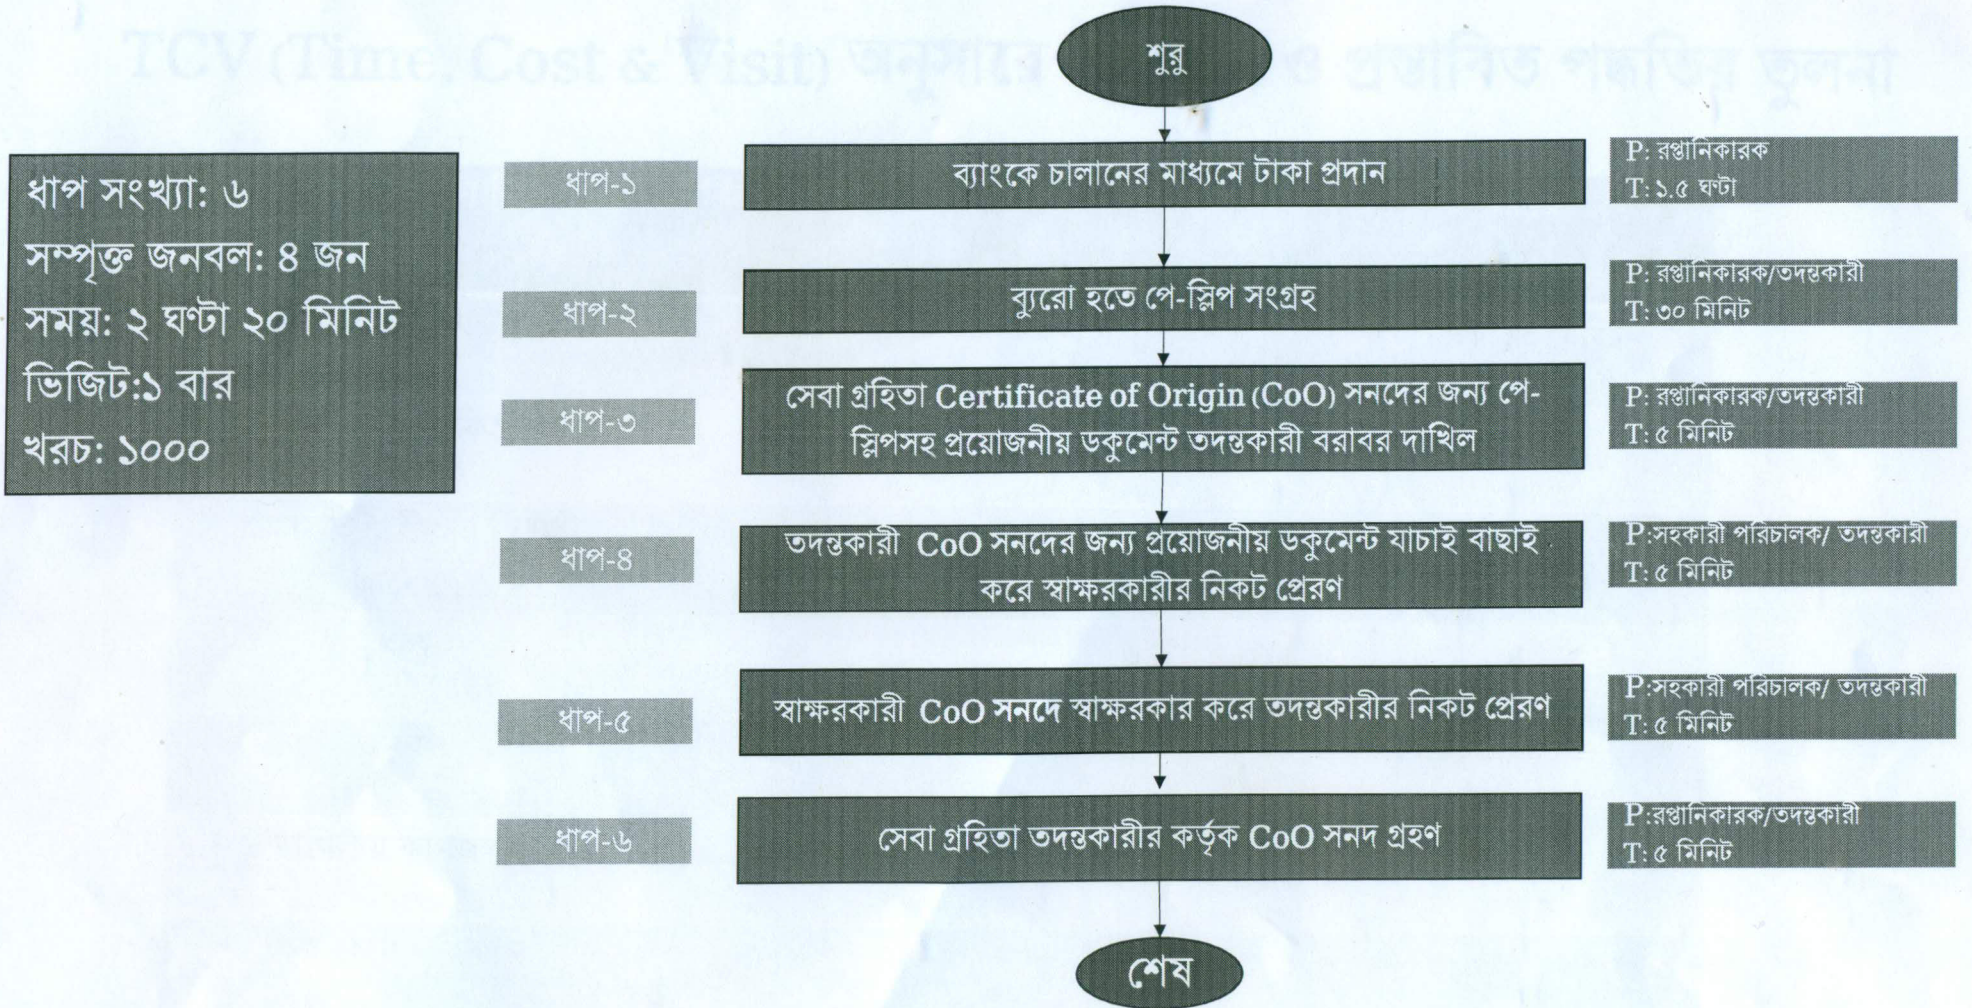 শুরু
ধাপ সংখ্যা: ৬
সম্পৃক্ত জনবল: ৪ জন
সময়: ২ ঘণ্টা ২০ মিনিট
ভিজিট:১ বার
খরচ: ১০০০
ধাপ-১
ব্যাংকে চালানের মাধ্যমে টাকা প্রদান
P: রপ্তানিকারক
T: ১.৫ ঘণ্টা
ধাপ-২
ব্যুরো হতে পে-স্লিপ সংগ্রহ
P: রপ্তানিকারক/তদন্তকারী
T: ৩০ মিনিট
ধাপ-৩
সেবা গ্রহিতা Certificate of Origin (CoO) সনদের জন্য পে-
স্লিপসহ প্রয়োজনীয় ডকুমেন্ট তদন্তকারী বরাবর দাখিল
P: রপ্তানিকারক/তদন্তকারী
T: ৫ মিনিট
ধাপ-৪
তদন্তকারী CoO সনদের জন্য প্রয়োজনীয় ডকুমেন্ট যাচাই বাছাই
করে স্বাক্ষরকারীর নিকট প্রেরণ
P:সহকারী পরিচালক/ তদন্তকারী
T: ৫ মিনিট
ধাপ-৫
স্বাক্ষরকারী CoO সনদে স্বাক্ষরকার করে তদন্তকারীর নিকট প্রেরণ
P:সহকারী পরিচালক/ তদন্তকারী
T: ৫ মিনিট
ধাপ-৬
সেবা গ্রহিতা তদন্তকারীর কর্তৃক CoO সনদ গ্রহণ
P:রপ্তানিকারক/তদন্তকারী
T: ৫ মিনিট
শেষ